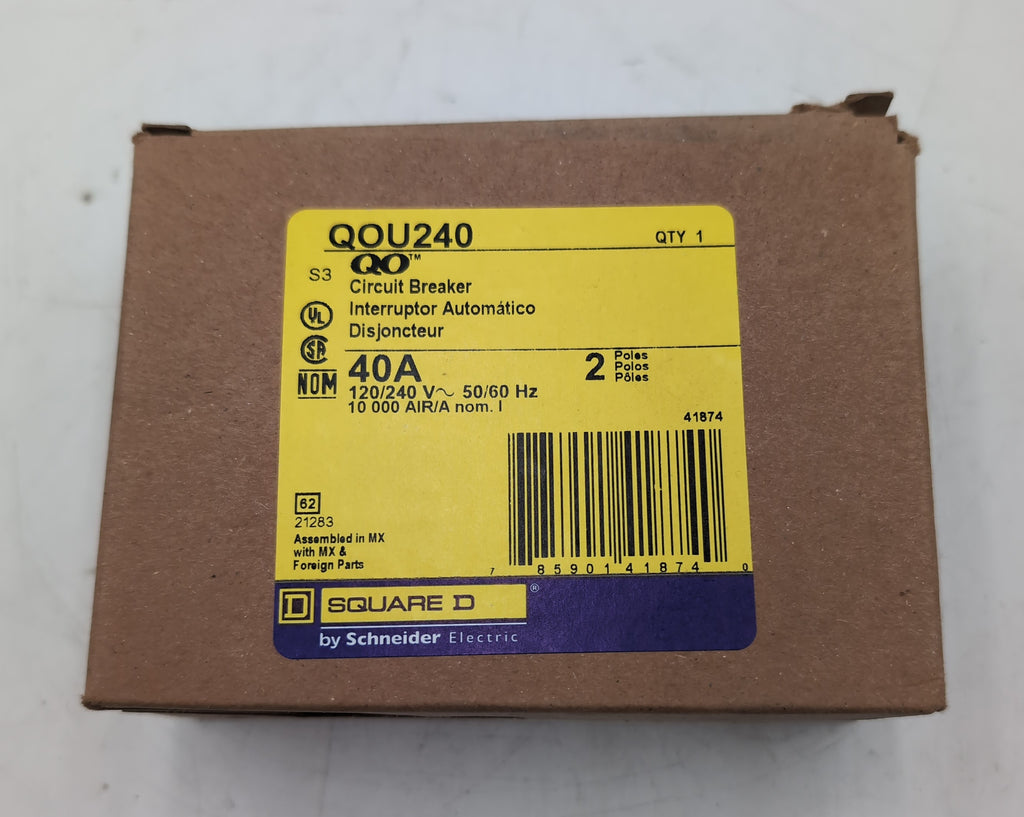 QOU240 QTY 1
S3 QO™
Circuit Breaker
Interruptor Automático
Disjoncteur
UL
SA
NOM
40A 2 Poles
Polos
Pôles
120/240 V~ 50/60 Hz
10 000 AIR/A nom. I
41874
7 85901 41874 0
62
21283
Assembled in MX
with MX &
Foreign Parts
D SQUARE D ®
by Schneider Electric